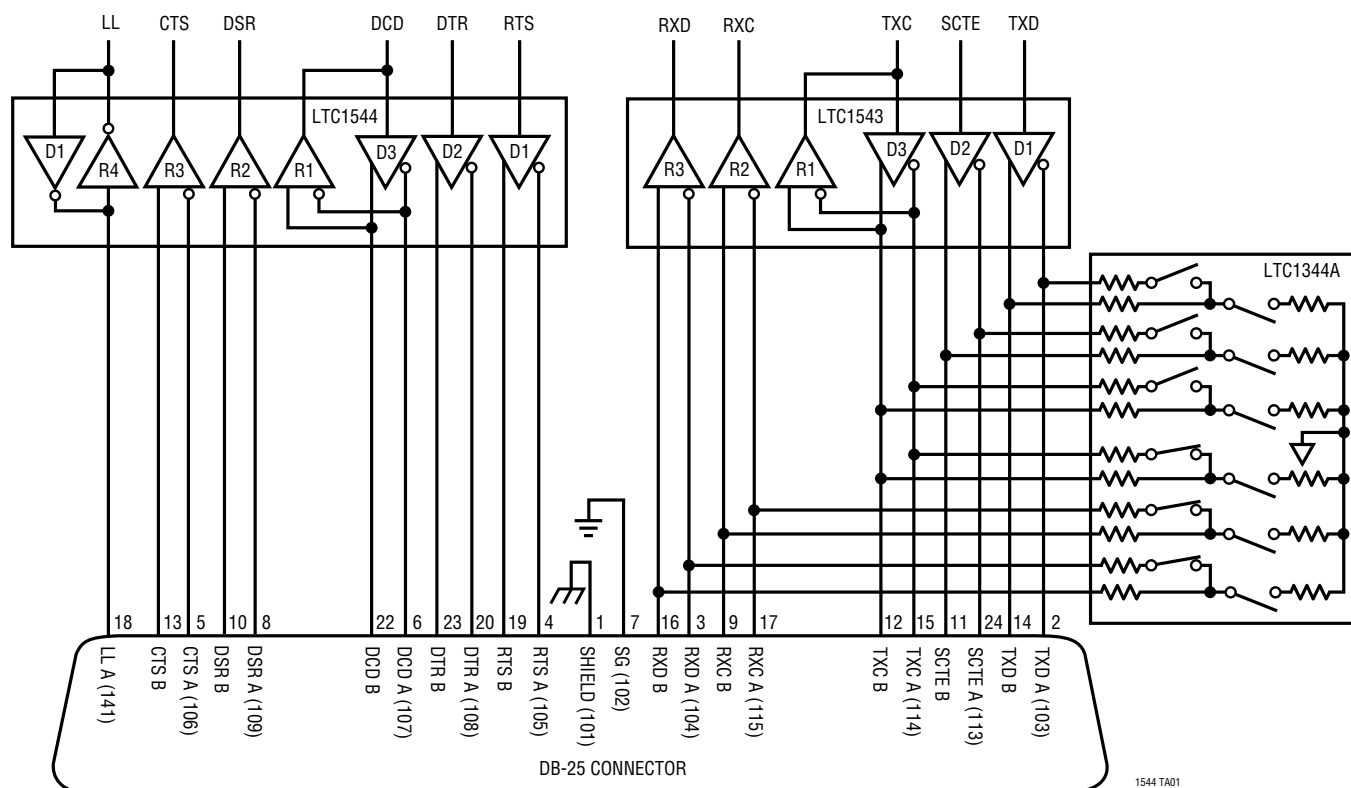 LL CTS DSR DCD DTR RTS RXD RXC TXC SCTE TXD
LTC1544 LTC1543
D1 R4 R3 R2 R1 D3 D2 D1 R3 R2 R1 D3 D2 D1
LTC1344A
18 13 5 10 8 22 6 23 20 19 4 1 7 16 3 9 17 12 15 11 24 14 2
LL A (141)
CTS B
CTS A (106)
DSR B
DSR A (109)
DCD B
DCD A (107)
DTR B
DTR A (108)
RTS B
RTS A (105)
SHIELD (101)
SG (102)
RXD B
RXD A (104)
RXC B
RXC A (115)
TXC B
TXC A (114)
SCTE B
SCTE A (113)
TXD B
TXD A (103)
DB-25 CONNECTOR
1544 TA01